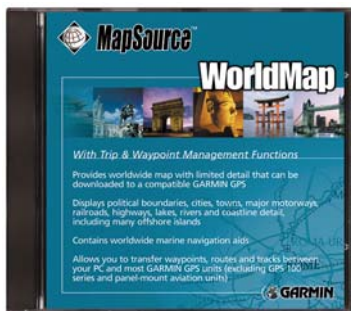 MapSource™
WorldMap
With Trip & Waypoint Management Functions
Provides worldwide map with limited detail that can be
downloaded to a compatible GARMIN GPS
Displays political boundaries, cities, towns, major motorways,
railroads, highways, lakes, rivers and coastline detail,
including many offshore islands
Contains worldwide marine navigation aids
Allows you to transfer waypoints, routes and tracks between
your PC and most GARMIN GPS units (excluding GPS 100
series and panel-mount aviation units)
GARMIN